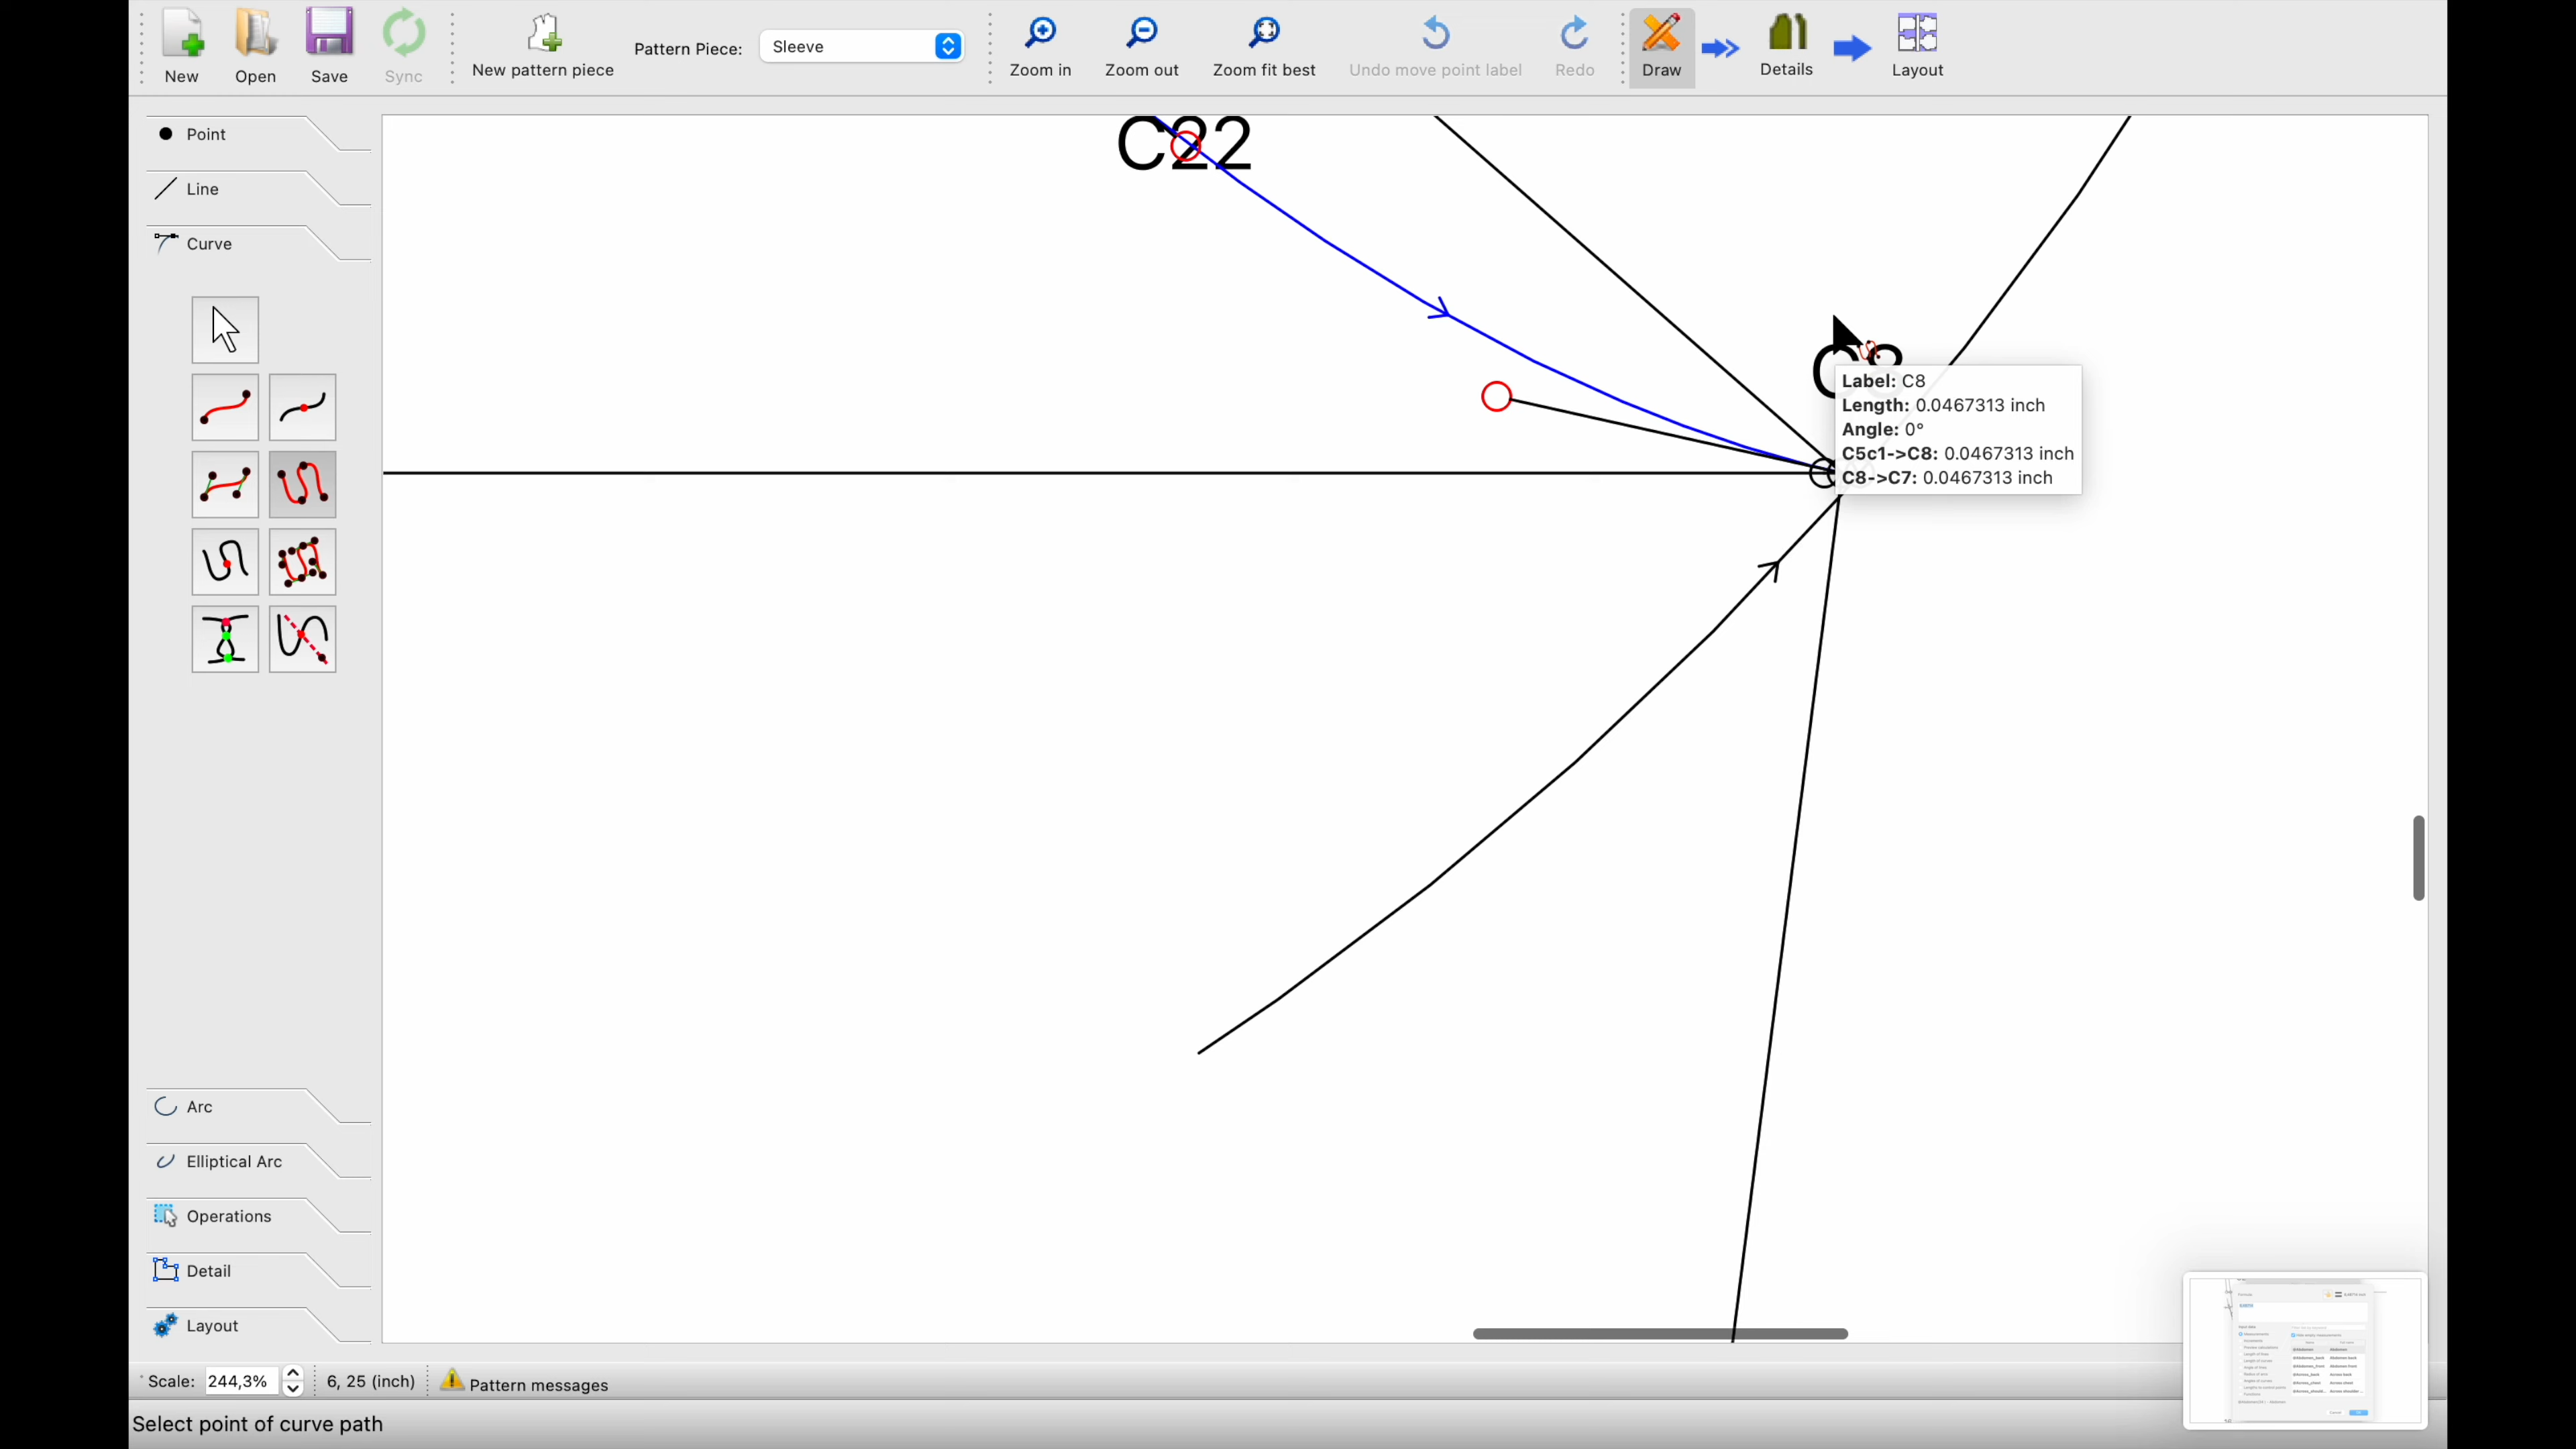 New
Open
Save
Sync
New pattern piece
Pattern Piece:
Sleeve
Zoom in
Zoom out
Zoom fit best
Undo move point label
Redo
Draw
Details
Layout
Point
Line
Curve
C22
C8
Label: C8
Length: 0.0467313 inch
Angle: 0°
C5c1->C8: 0.0467313 inch
C8->C7: 0.0467313 inch
Arc
Elliptical Arc
Operations
Detail
Layout
Scale: 244,3%
6, 25 (inch)
Pattern messages
Select point of curve path